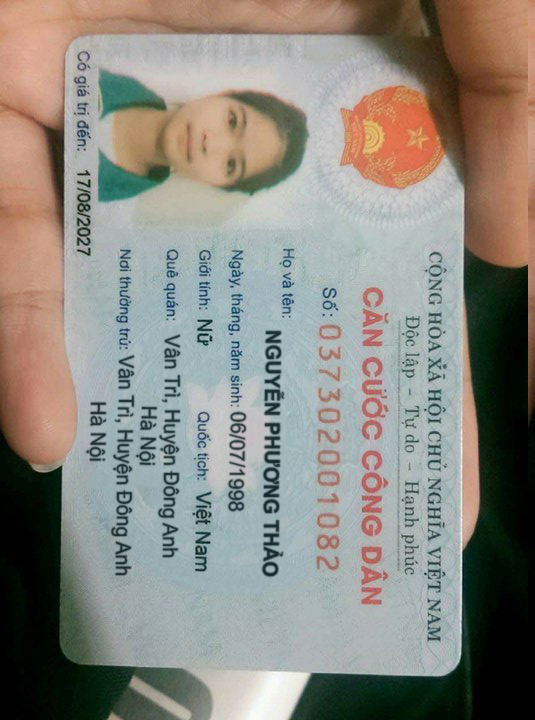 CỘNG HÒA XÃ HỘI CHỦ NGHĨA VIỆT NAM
Độc lập - Tự do - Hạnh phúc
CĂN CƯỚC CÔNG DÂN
Số: 037302001082
Họ và tên:
NGUYỄN PHƯƠNG THẢO
Ngày, tháng, năm sinh: 06/07/1998
Giới tính: Nữ Quốc tịch: Việt Nam
Quê quán: Vân Trì, Huyện Đông Anh
Hà Nội
Nơi thường trú: Vân Trì, Huyện Đông Anh
Hà Nội
Có giá trị đến: 17/08/2027